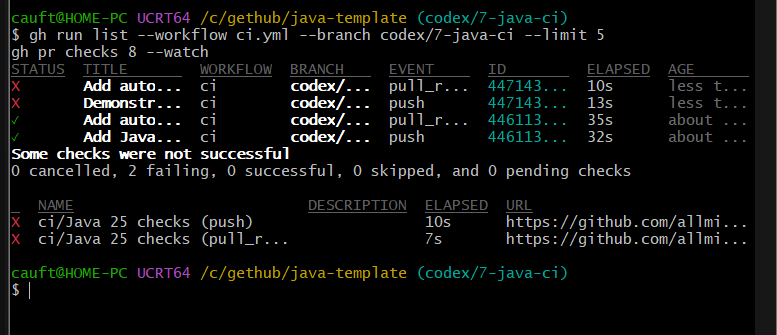 cauft@HOME-PC UCRT64 /c/gethub/java-template (codex/7-java-ci)
$ gh run list --workflow ci.yml --branch codex/7-java-ci --limit 5
gh pr checks 8 --watch
STATUS TITLE WORKFLOW BRANCH EVENT ID ELAPSED AGE
X Add auto... ci codex/... pull_r... 447143... 10s less t...
X Demonstr... ci codex/... push 447143... 13s less t...
✓ Add auto... ci codex/... pull_r... 446113... 35s about ...
✓ Add Java... ci codex/... push 446113... 32s about ...
Some checks were not successful
0 cancelled, 2 failing, 0 successful, 0 skipped, and 0 pending checks
NAME DESCRIPTION ELAPSED URL
X ci/Java 25 checks (push) 10s https://github.com/allmi...
X ci/Java 25 checks (pull_r... 7s https://github.com/allmi...
cauft@HOME-PC UCRT64 /c/gethub/java-template (codex/7-java-ci)
$